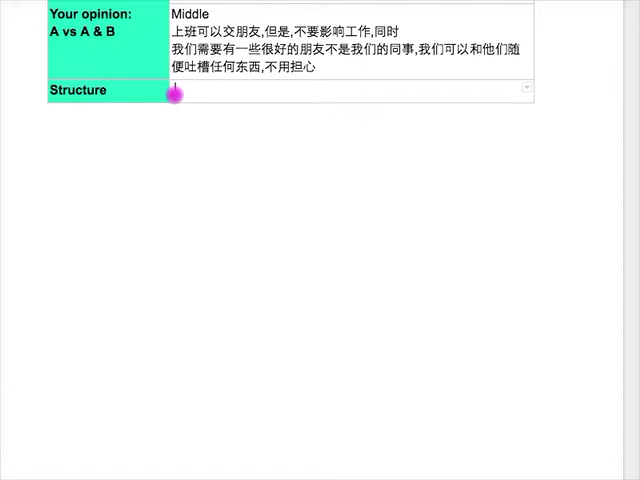 Your opinion:
A vs A & B
Middle
上班可以交朋友,但是,不要影响工作,同时
我们需要有一些很好的朋友不是我们的同事,我们可以和他们随
便吐槽任何东西,不用担心
Structure